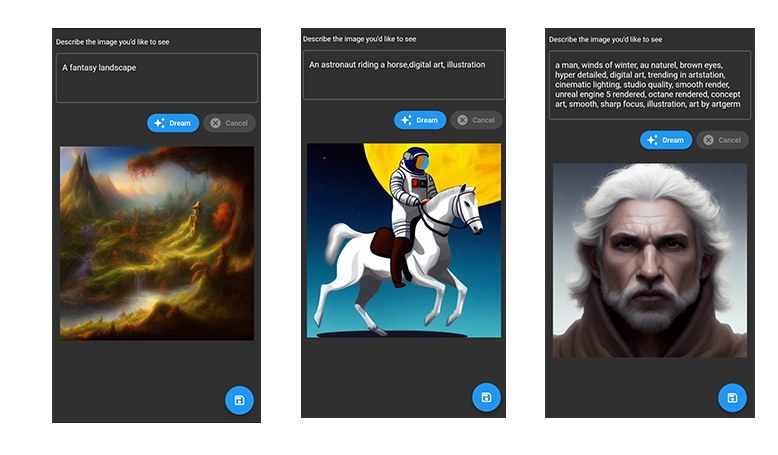 Describe the image you'd like to see
A fantasy landscape
Dream
Cancel
Describe the image you'd like to see
An astronaut riding a horse,digital art, illustration
Dream
Cancel
Describe the image you'd like to see
a man, winds of winter, au naturel, brown eyes,
hyper detailed, digital art, trending in artstation,
cinematic lighting, studio quality, smooth render,
unreal engine 5 rendered, octane rendered, concept
art, smooth, sharp focus, illustration, art by artgerm
Dream
Cancel